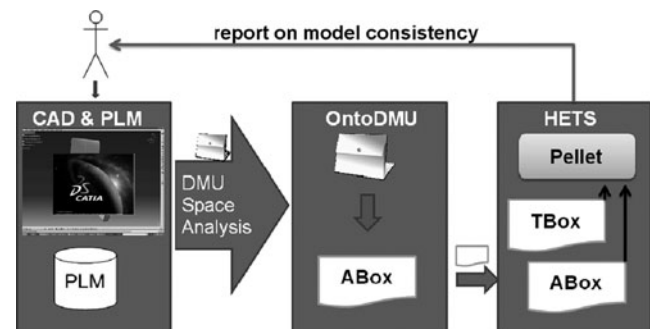 report on model consistency
CAD & PLM
DS
CATIA
PLM
DMU
Space
Analysis
OntoDMU
ABox
HETS
Pellet
TBox
ABox